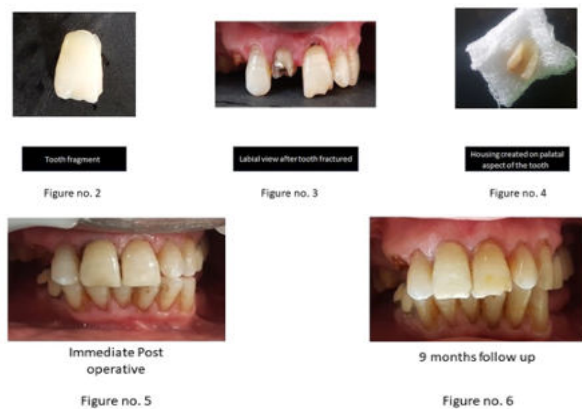 Tooth fragment
Labial view after tooth fractured
Housing created on palatal
aspect of the tooth
Figure no. 2
Figure no. 3
Figure no. 4
Immediate Post
operative
9 months follow up
Figure no. 5
Figure no. 6